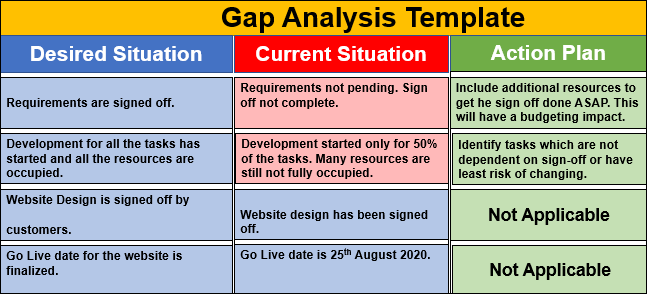 Gap Analysis Template
Desired Situation
Current Situation
Action Plan
Requirements are signed off.
Requirements not pending. Sign
off not complete.
Include additional resources to
get he sign off done ASAP. This
will have a budgeting impact.
Development for all the tasks has
started and all the resources are
occupied.
Development started only for 50%
of the tasks. Many resources are
still not fully occupied.
Identify tasks which are not
dependent on sign-off or have
least risk of changing.
Website Design is signed off by
customers.
Website design has been signed
off.
Not Applicable
Go Live date for the website is
finalized.
Go Live date is 25th August 2020.
Not Applicable